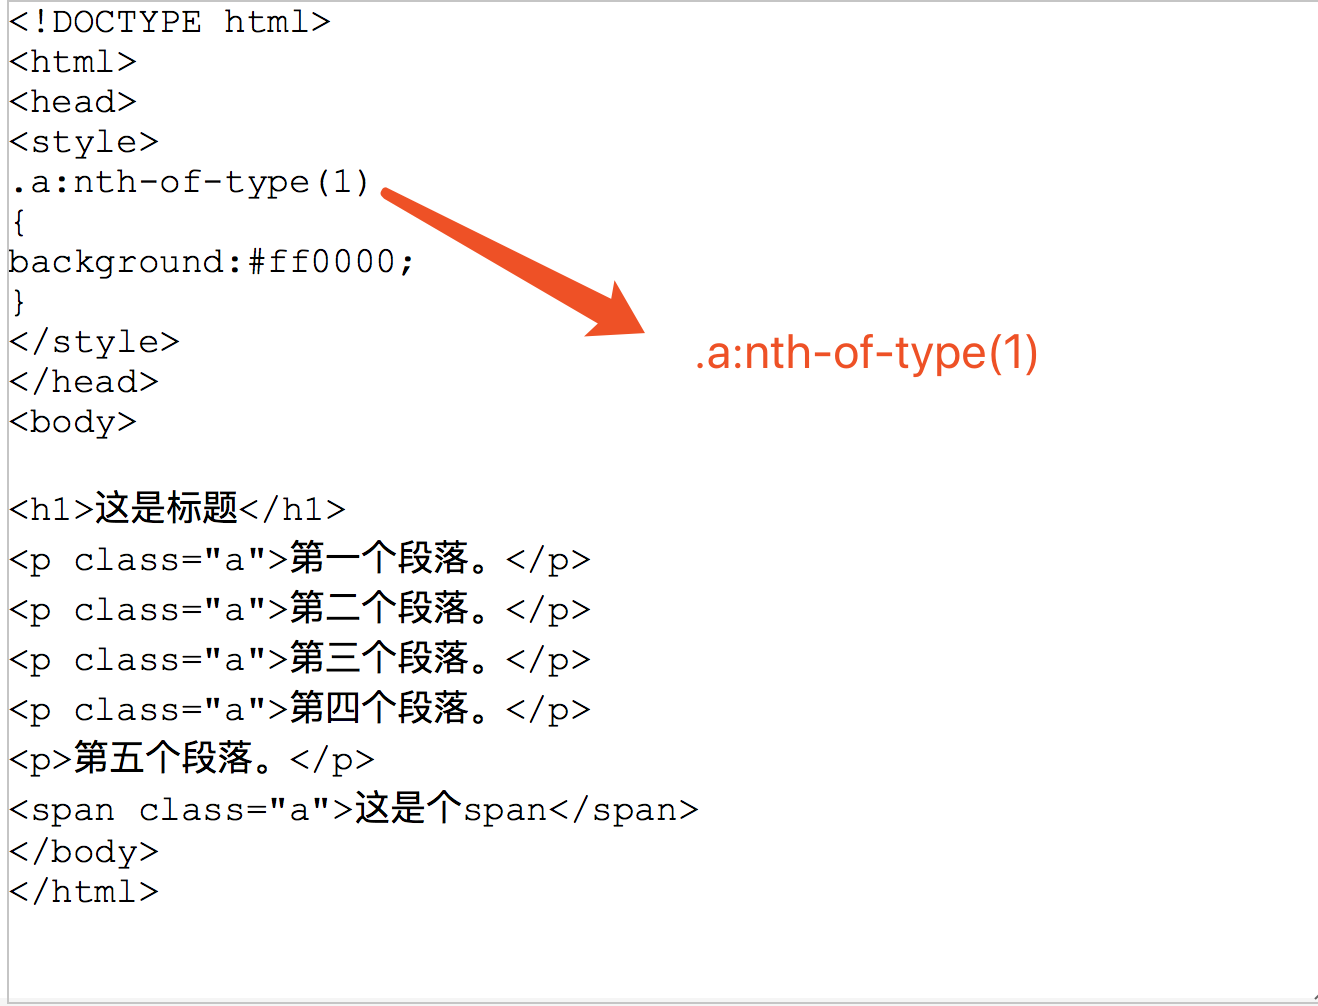 <!DOCTYPE html>
<html>
<head>
<style>
.a:nth-of-type(1)
{
background:#ff0000;
}
</style>
.a:nth-of-type(1)
</head>
<body>
<h1>这是标题</h1>
<p class="a">第一个段落。</p>
<p class="a">第二个段落。</p>
<p class="a">第三个段落。</p>
<p class="a">第四个段落。</p>
<p>第五个段落。</p>
<span class="a">这是个span</span>
</body>
</html>